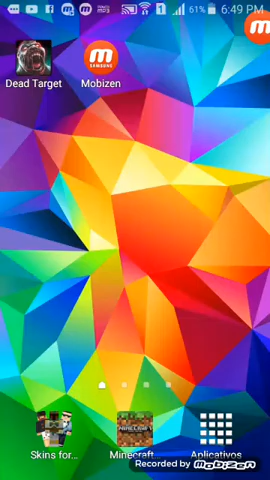 61% 6:49 PM
Dead Target
Mobizen
SAMSUNG
MINECRAFT
Skins for...
Minecraft...
Aplicativos
Recorded by Mobizen